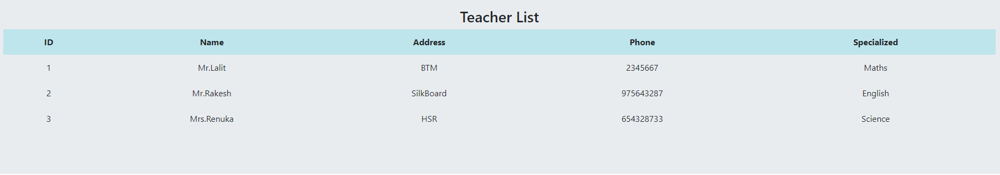 Teacher List
ID Name Address Phone Specialized
1 Mr.Lalit BTM 2345667 Maths
2 Mr.Rakesh SilkBoard 975643287 English
3 Mrs.Renuka HSR 654328733 Science